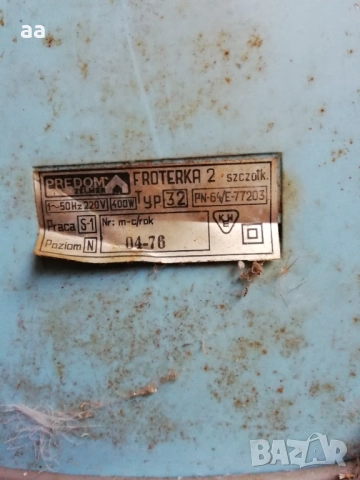 aa
PREDOM ZELMER FROTERKA 2 szczotk.
1~50Hz 220V 400W Typ 32 PN-64/E-77203
Praca S-1 Nr: m-c/rok
Poziom N 04-76
BAZAR